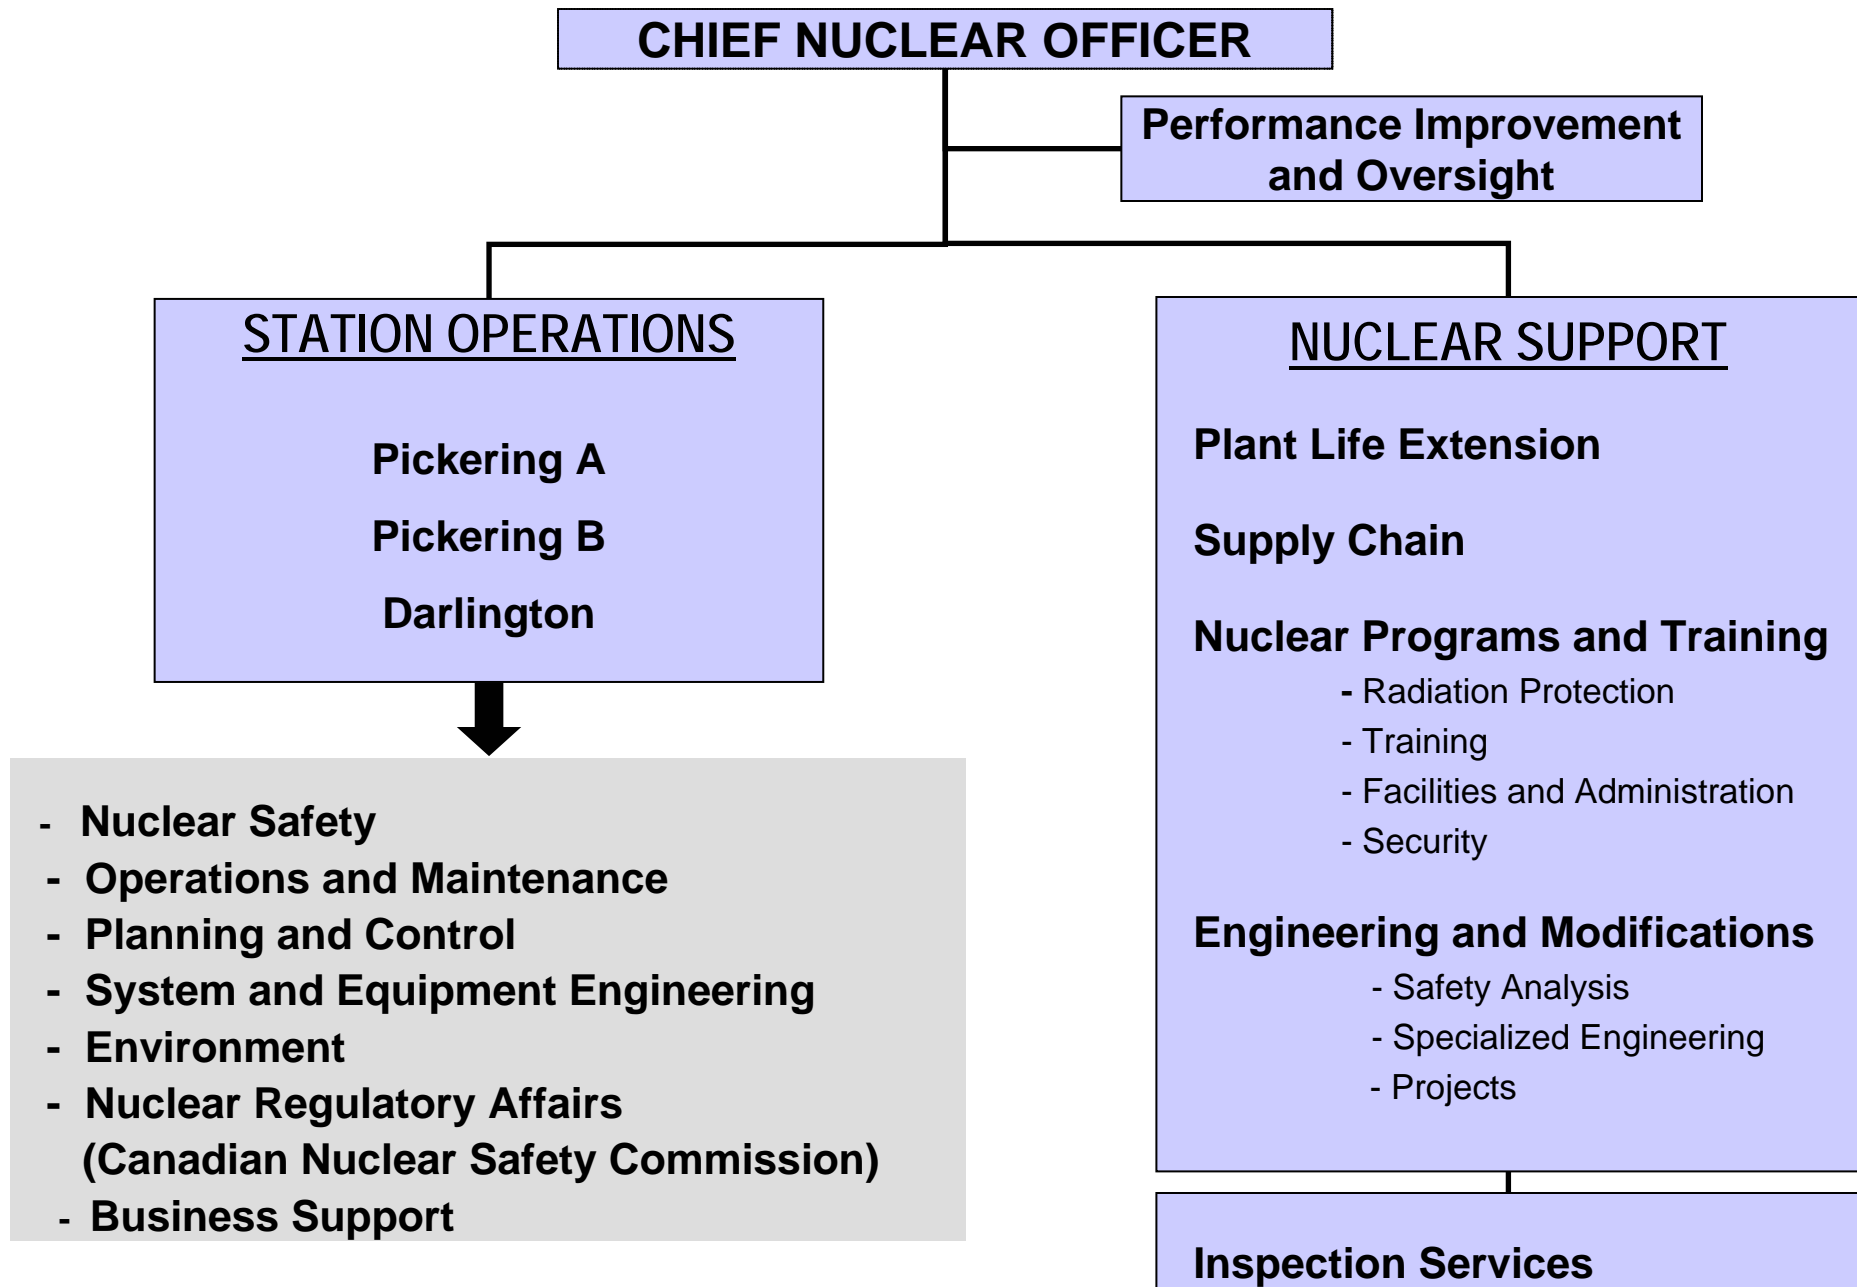 CHIEF NUCLEAR OFFICER
Performance Improvement
and Oversight
STATION OPERATIONS
Pickering A
Pickering B
Darlington
- Nuclear Safety
- Operations and Maintenance
- Planning and Control
- System and Equipment Engineering
- Environment
- Nuclear Regulatory Affairs
(Canadian Nuclear Safety Commission)
- Business Support
NUCLEAR SUPPORT
Plant Life Extension
Supply Chain
Nuclear Programs and Training
- Radiation Protection
- Training
- Facilities and Administration
- Security
Engineering and Modifications
- Safety Analysis
- Specialized Engineering
- Projects
Inspection Services